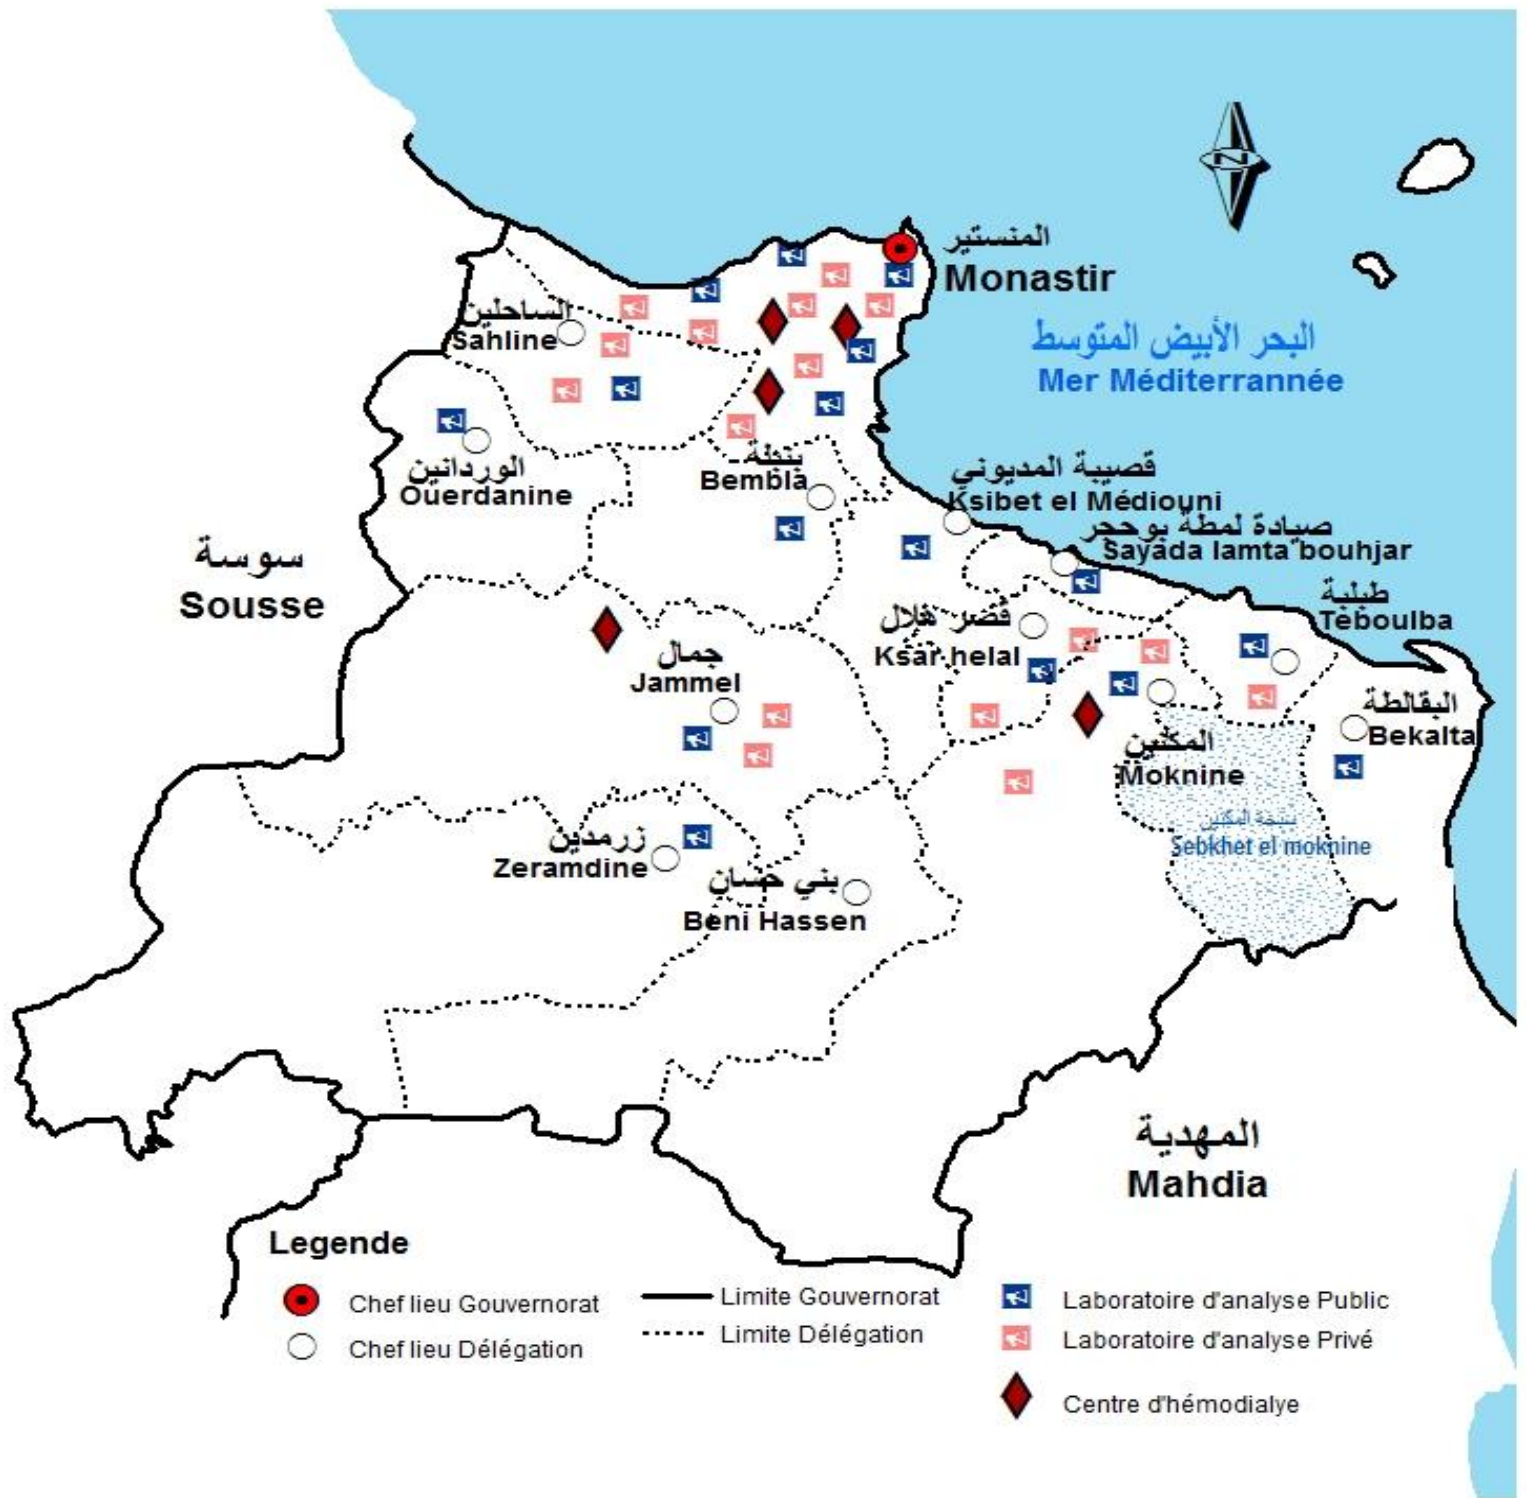 المنستير
Monastir
الساحلين
Sahline
البحر الأبيض المتوسط
Mer Méditerrannée
الوردانين
Ouerdanine
بنبلة
Bembla
قصيبة المديوني
Ksibet el Médiouni
صيادة لمطة بوحجر
Sayada lamta bouhjar
سوسة
Sousse
طبلبة
Teboulba
قصر هلال
Ksar helal
جمال
Jammel
البقالطة
Bekalta
المكنين
Moknine
سبخة المكنين
Sebkhet el moknine
زرمدين
Zeramdine
بني حسان
Beni Hassen
المهدية
Mahdia
N
Legende
Chef lieu Gouvernorat
Chef lieu Délégation
Limite Gouvernorat
Limite Délégation
Laboratoire d'analyse Public
Laboratoire d'analyse Privé
Centre d'hémodialye